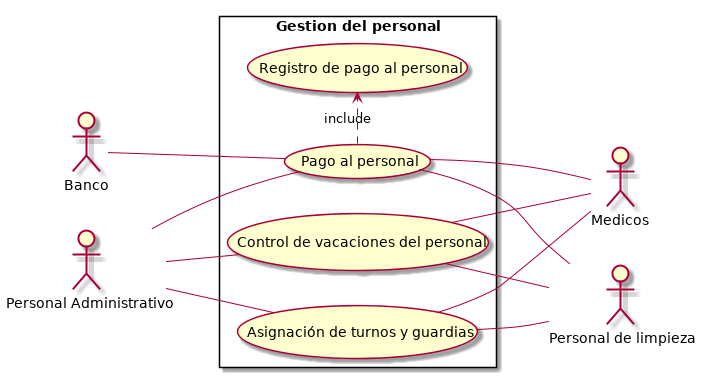 Gestion del personal
Registro de pago al personal
include
Banco
Pago al personal
Medicos
Control de vacaciones del personal
Personal Administrativo
Asignación de turnos y guardias
Personal de limpieza